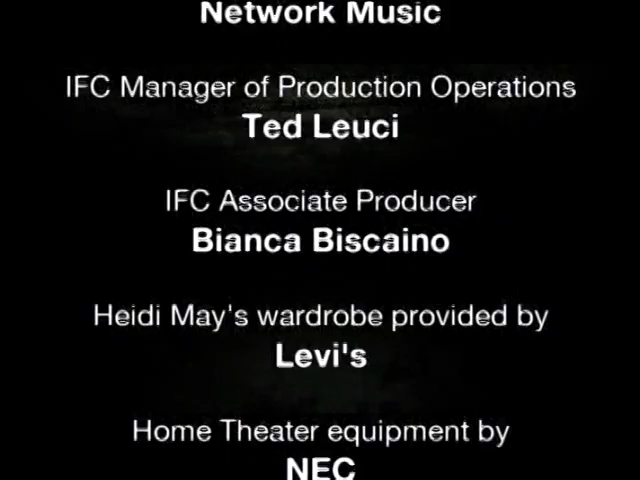 Network Music
IFC Manager of Production Operations
Ted Leuci
IFC Associate Producer
Bianca Biscaino
Heidi May's wardrobe provided by
Levi's
Home Theater equipment by
NEC